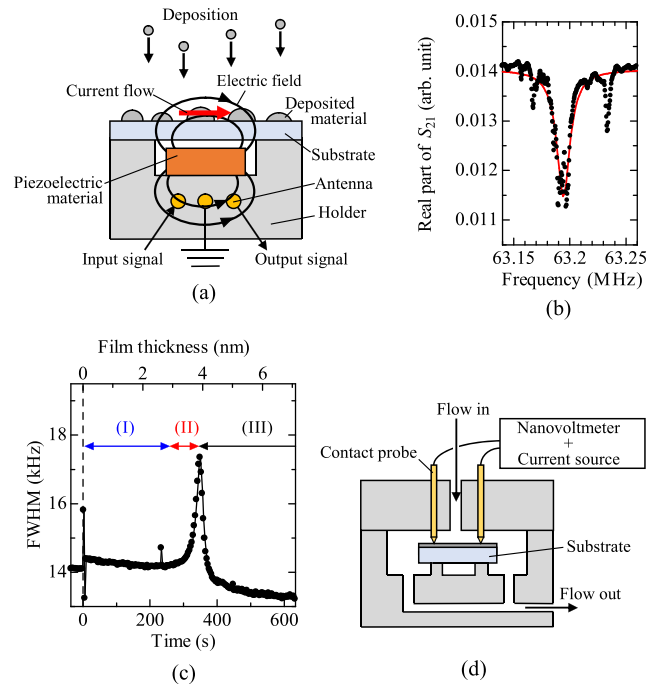 Deposition
Current flow
Electric field
Deposited
material
Substrate
Piezoelectric
material
Antenna
Holder
Input signal
Output signal
(a)
Real part of S21 (arb. unit)
0.015
0.014
0.013
0.012
0.011
63.15
63.2
63.25
Frequency (MHz)
(b)
Film thickness (nm)
0
2
4
6
(I)
(II)
(III)
FWHM (kHz)
18
16
14
0
200
400
600
Time (s)
(c)
Flow in
Nanovoltmeter
+
Current source
Contact probe
Substrate
Flow out
(d)